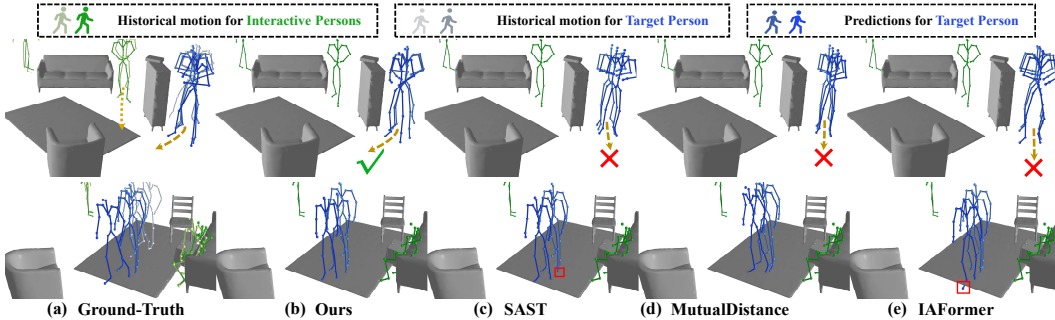 Historical motion for Interactive Persons
Historical motion for Target Person
Predictions for Target Person
(a) Ground-Truth
(b) Ours
(c) SAST
(d) MutualDistance
(e) IAFormer